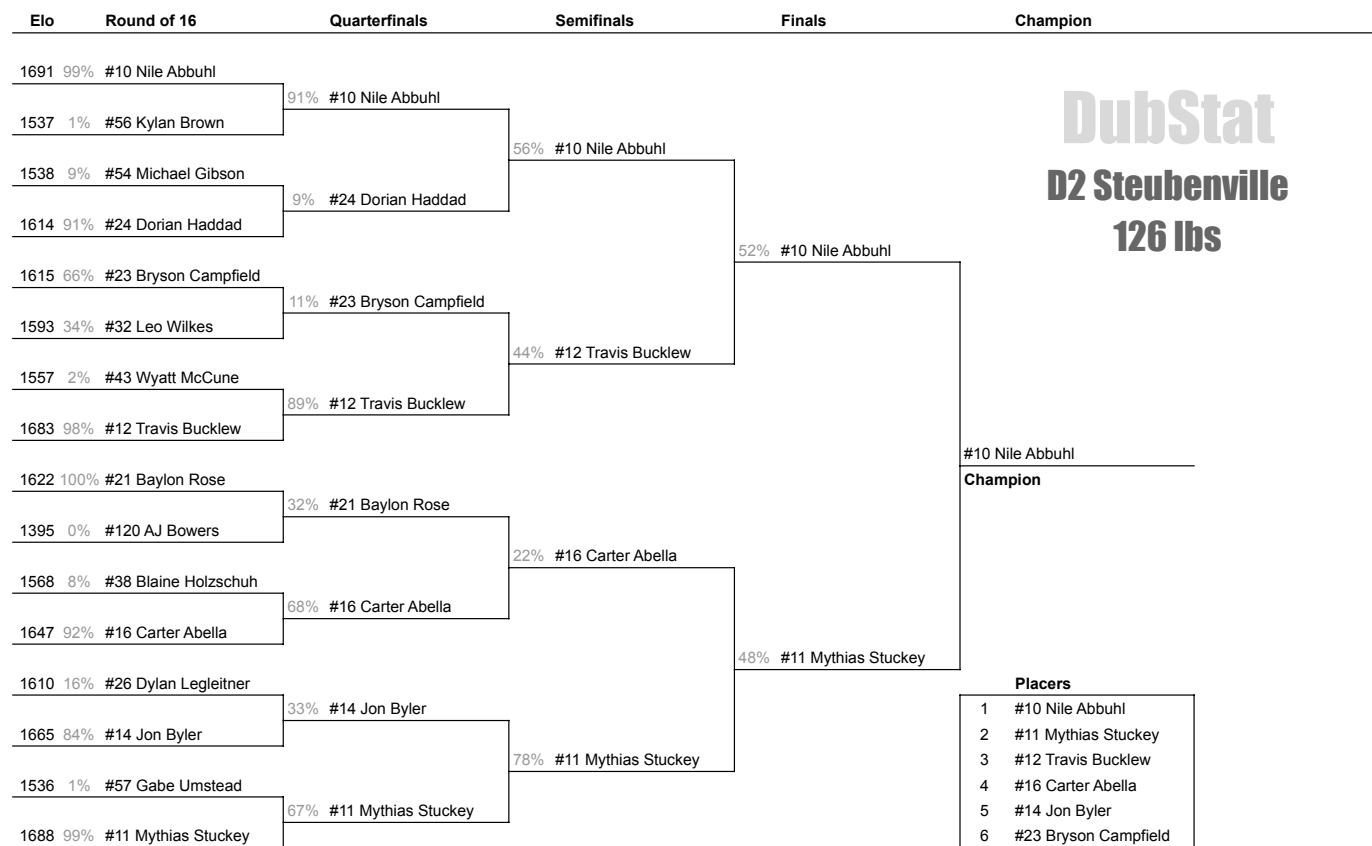 Elo Round of 16 Quarterfinals Semifinals Finals Champion
1691 99% #10 Nile Abbuhl
91% #10 Nile Abbuhl
DubStat
1537 1% #56 Kylan Brown
56% #10 Nile Abbuhl
1538 9% #54 Michael Gibson
D2 Steubenville
9% #24 Dorian Haddad
1614 91% #24 Dorian Haddad
126 lbs
52% #10 Nile Abbuhl
1615 66% #23 Bryson Campfield
11% #23 Bryson Campfield
1593 34% #32 Leo Wilkes
44% #12 Travis Bucklew
1557 2% #43 Wyatt McCune
89% #12 Travis Bucklew
1683 98% #12 Travis Bucklew
#10 Nile Abbuhl
1622 100% #21 Baylon Rose
Champion
32% #21 Baylon Rose
1395 0% #120 AJ Bowers
22% #16 Carter Abella
1568 8% #38 Blaine Holzschuh
68% #16 Carter Abella
1647 92% #16 Carter Abella
48% #11 Mythias Stuckey
1610 16% #26 Dylan Legleitner
Placers
33% #14 Jon Byler
1 #10 Nile Abbuhl
1665 84% #14 Jon Byler
2 #11 Mythias Stuckey
78% #11 Mythias Stuckey
3 #12 Travis Bucklew
1536 1% #57 Gabe Umstead
4 #16 Carter Abella
67% #11 Mythias Stuckey
5 #14 Jon Byler
1688 99% #11 Mythias Stuckey
6 #23 Bryson Campfield